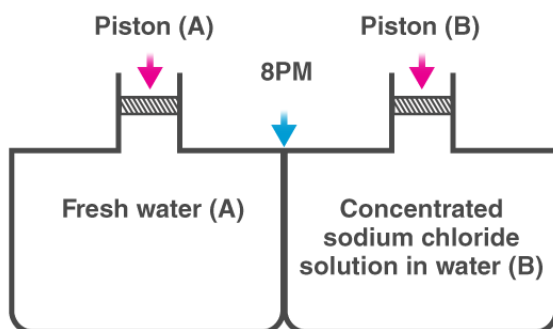 Piston (A)
Piston (B)
8PM
Fresh water (A)
Concentrated
sodium chloride
solution in water (B)